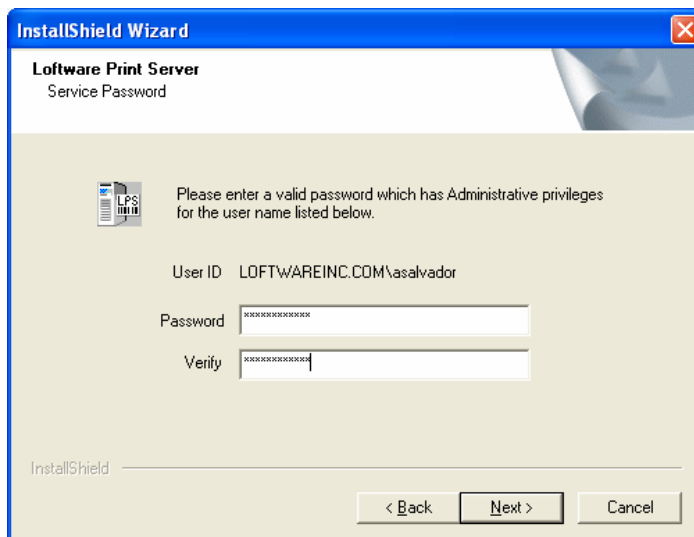 InstallShield Wizard
Loftware Print Server
Service Password
LPS
Please enter a valid password which has Administrative privileges
for the user name listed below.
User ID LOFTWAREINC.COM\asalvador
Password ************
Verify ************
InstallShield
< Back Next > Cancel